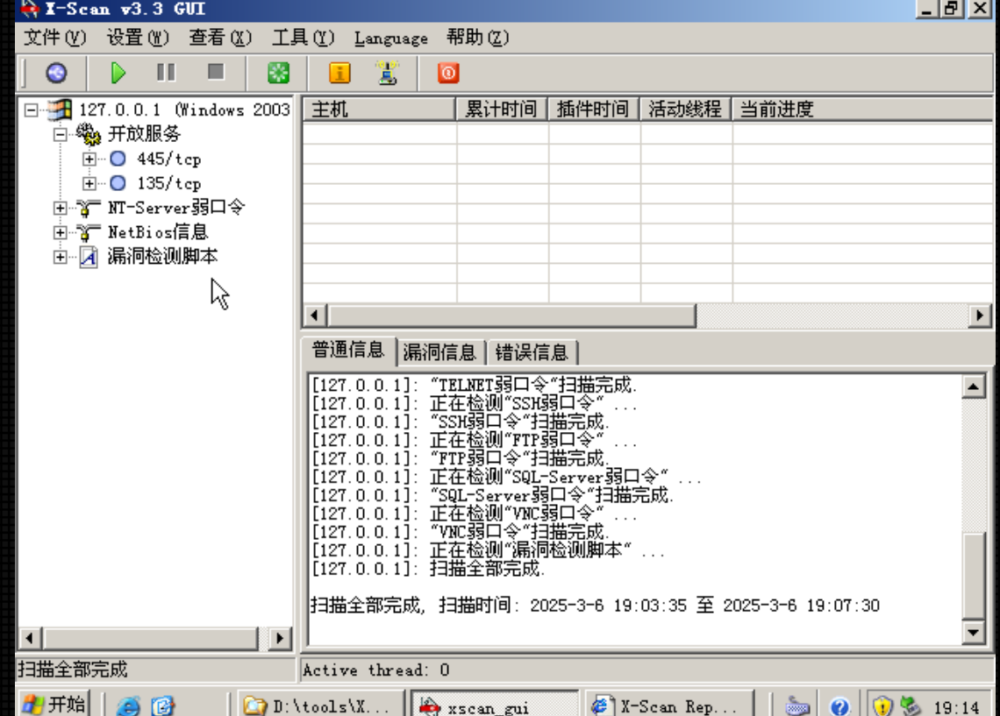 X-Scan v3.3 GUI
文件(V) 设置(W) 查看(X) 工具(Y) Language 帮助(Z)
127.0.0.1 (Windows 2003
开放服务
445/tcp
135/tcp
NT-Server弱口令
NetBios信息
漏洞检测脚本
主机 累计时间 插件时间 活动线程 当前进度
普通信息 漏洞信息 错误信息
[127.0.0.1]: "TELNET弱口令"扫描完成.
[127.0.0.1]: 正在检测"SSH弱口令" ...
[127.0.0.1]: "SSH弱口令"扫描完成.
[127.0.0.1]: 正在检测"FTP弱口令" ...
[127.0.0.1]: "FTP弱口令"扫描完成.
[127.0.0.1]: 正在检测"SQL-Server弱口令" ...
[127.0.0.1]: "SQL-Server弱口令"扫描完成.
[127.0.0.1]: 正在检测"VNC弱口令" ...
[127.0.0.1]: "VNC弱口令"扫描完成.
[127.0.0.1]: 正在检测"漏洞检测脚本" ...
[127.0.0.1]: 扫描全部完成.
扫描全部完成, 扫描时间: 2025-3-6 19:03:35 至 2025-3-6 19:07:30
扫描全部完成 Active thread: 0
开始 D:\tools\X... xscan_gui X-Scan Rep... 19:14